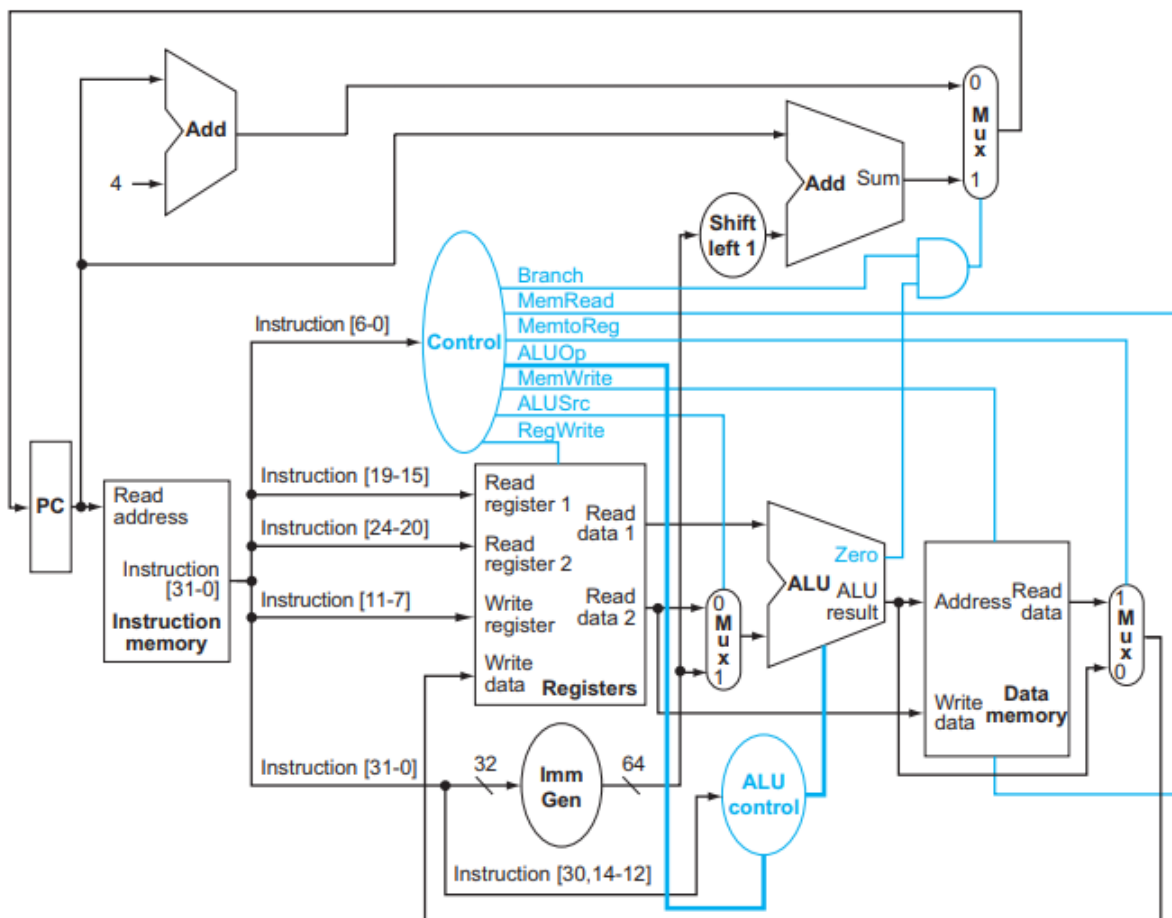 Add
4
0
M
u
x
1
Add
Sum
Shift
left 1
Branch
MemRead
MemtoReg
ALUOp
MemWrite
ALUSrc
RegWrite
Control
Instruction [6-0]
PC
Read
address
Instruction
[31-0]
Instruction
memory
Instruction [19-15]
Instruction [24-20]
Instruction [11-7]
Read
register 1
Read
register 2
Write
register
Write
data
Read
data 1
Read
data 2
Registers
0
M
u
x
1
Zero
ALU
ALU
result
Address
Read
data
Write
data
Data
memory
1
M
u
x
0
Instruction [31-0]
32
Imm
Gen
64
ALU
control
Instruction [30,14-12]